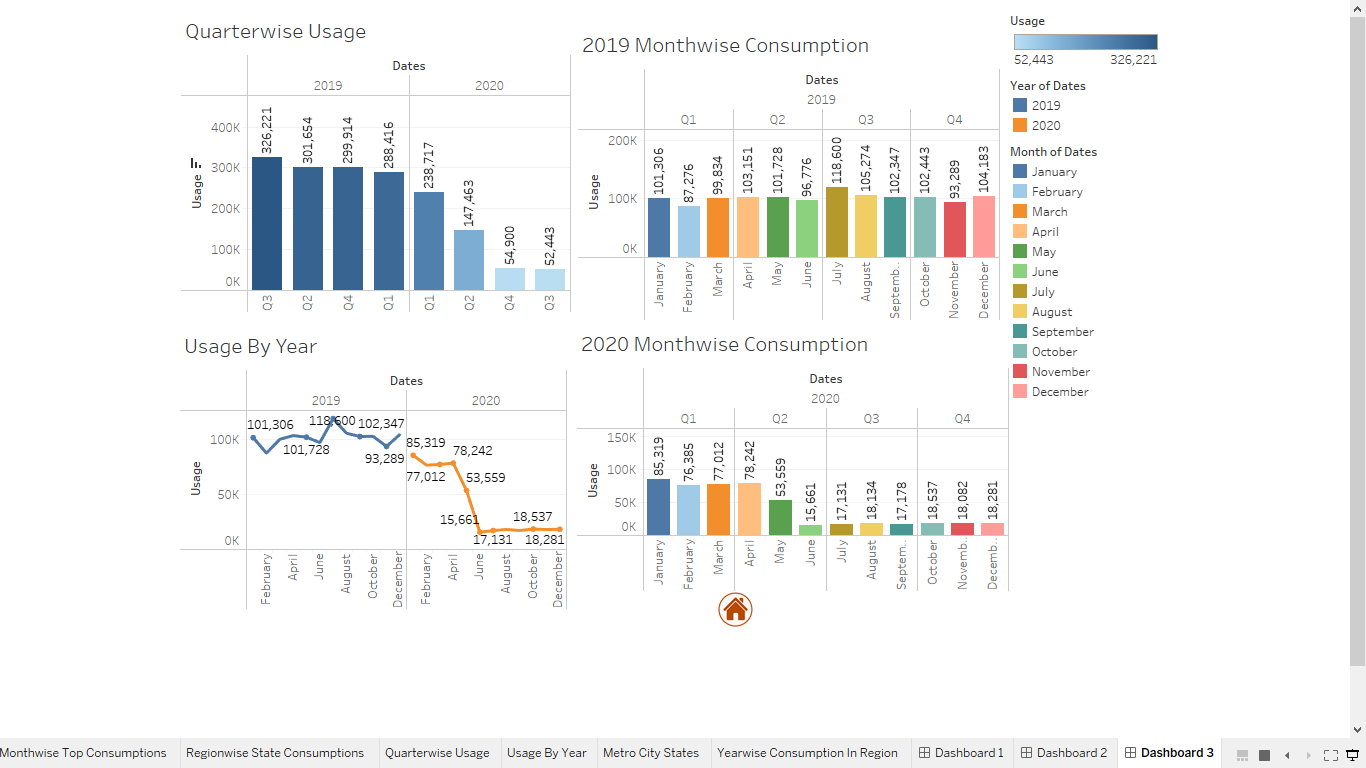 Quarterwise Usage
Dates
2019 2020
400K
300K
200K
100K
0K
Usage
326,221
301,654
299,914
288,416
238,717
147,463
54,900
52,443
Q3 Q2 Q4 Q1 Q1 Q2 Q4 Q3
2019 Monthwise Consumption
Dates
2019
Q1 Q2 Q3 Q4
200K
100K
0K
Usage
101,306
87,276
99,834
103,151
101,728
96,776
118,600
105,274
102,347
102,443
93,289
104,183
January
February
March
April
May
June
July
August
Septemb..
October
November
December
Usage
52,443 326,221
Year of Dates
2019
2020
Month of Dates
January
February
March
April
May
June
July
August
September
October
November
December
Usage By Year
Dates
2019 2020
100K
50K
0K
Usage
101,306
118,600
102,347
101,728
93,289
85,319
78,242
77,012
53,559
15,661
18,537
17,131
18,281
February
April
June
August
October
December
February
April
June
August
October
December
2020 Monthwise Consumption
Dates
2020
Q1 Q2 Q3 Q4
150K
100K
50K
0K
Usage
85,319
76,385
77,012
78,242
53,559
15,661
17,131
18,134
17,178
18,537
18,082
18,281
January
February
March
April
May
June
July
August
Septem..
October
Novemb..
Decemb..
Monthwise Top Consumptions Regionwise State Consumptions Quarterwise Usage Usage By Year Metro City States Yearwise Consumption In Region Dashboard 1 Dashboard 2 Dashboard 3